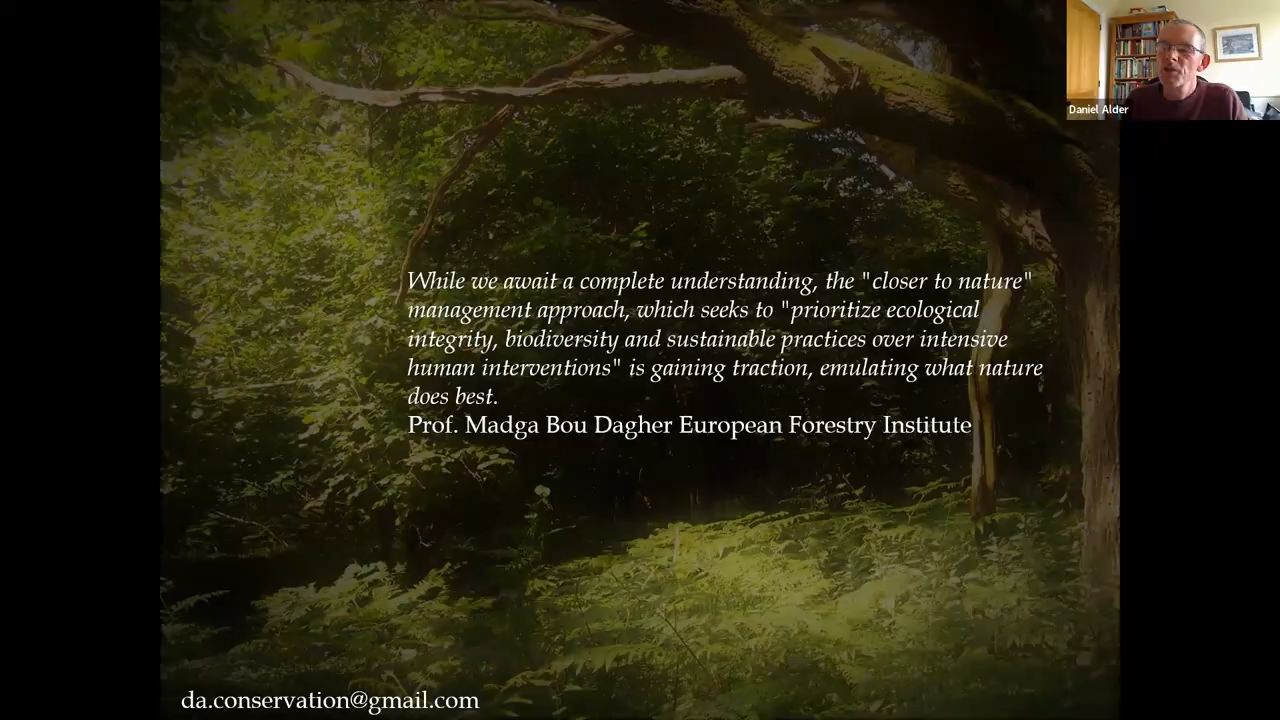 Daniel Alder
While we await a complete understanding, the "closer to nature"
management approach, which seeks to "prioritize ecological
integrity, biodiversity and sustainable practices over intensive
human interventions" is gaining traction, emulating what nature
does best.
Prof. Madga Bou Dagher European Forestry Institute
da.conservation@gmail.com